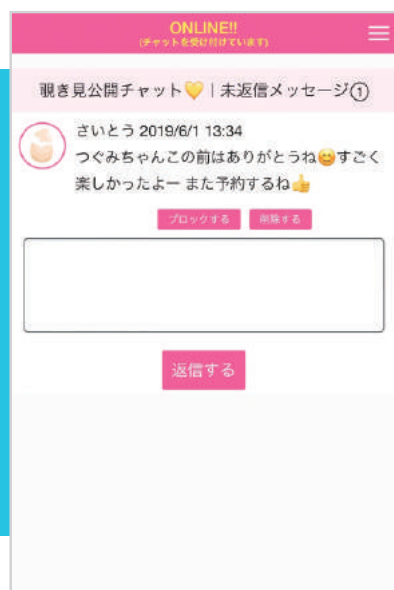 ONLINE!!
(チャットを受け付けています)
覗き見公開チャット💛｜未返信メッセージ①
さいとう 2019/6/1 13:34
つぐみちゃんこの前はありがとうね😊すごく
楽しかったよー また予約するね👍
ブロックする 削除する
返信する